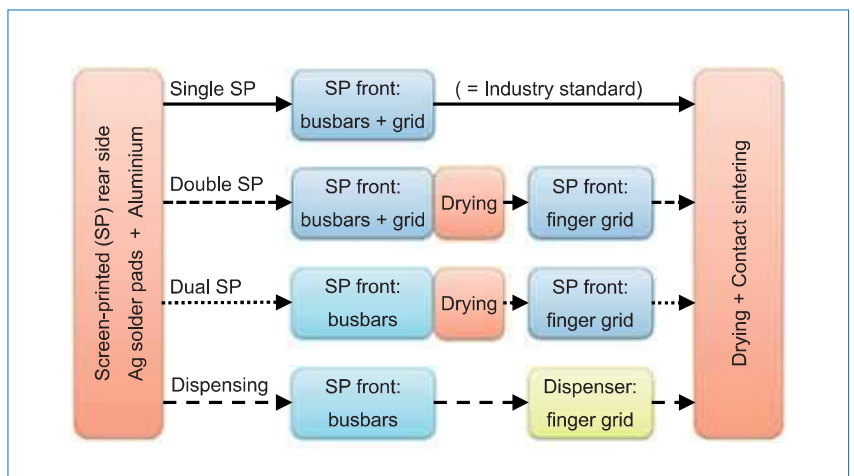 Screen-printed (SP) rear side
Ag solder pads + Aluminium
Single SP
SP front:
busbars + grid
( = Industry standard)
Double SP
SP front:
busbars + grid
Drying
SP front:
finger grid
Dual SP
SP front:
busbars
Drying
SP front:
finger grid
Dispensing
SP front:
busbars
Dispenser:
finger grid
Drying + Contact sintering